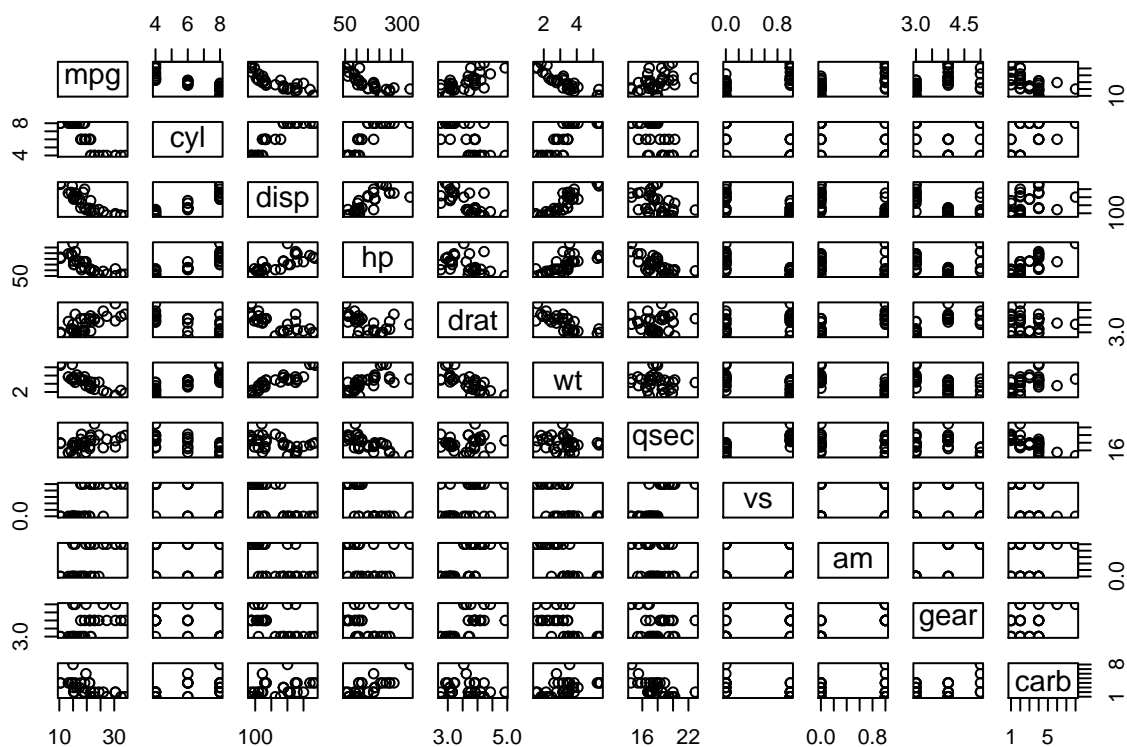 4 6 8 50 300 2 4 0.0 0.8 3.0 4.5
mpg 10
8 4 cyl
disp 100
50 hp
drat 3.0
2 wt
qsec 16
0.0 vs
am 0.0
3.0 gear
carb 1 8
10 30 100 3.0 5.0 16 22 0.0 0.8 1 5